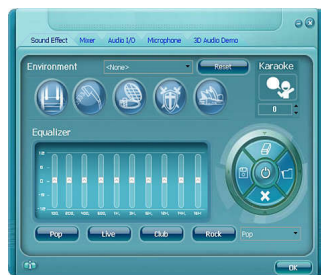 Sound Effect Mixer Audio I/O Microphone 3D Audio Demo
Environment <None> Reset Karaoke
0
Equalizer
Pop Live Club Rock Pop
OK